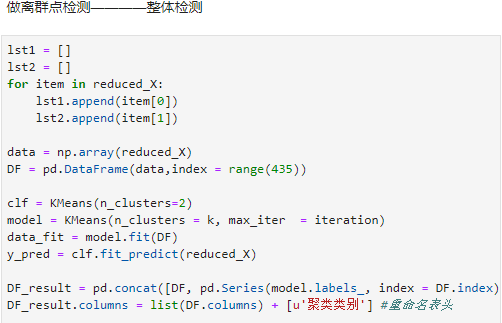 做离群点检测————整体检测
lst1 = []
lst2 = []
for item in reduced_X:
    lst1.append(item[0])
    lst2.append(item[1])
data = np.array(reduced_X)
DF = pd.DataFrame(data,index = range(435))
clf = KMeans(n_clusters=2)
model = KMeans(n_clusters = k, max_iter  = iteration)
data_fit = model.fit(DF)
y_pred = clf.fit_predict(reduced_X)
DF_result = pd.concat([DF, pd.Series(model.labels_, index = DF.index)
DF_result.columns = list(DF.columns) + [u'聚类类别'] #重命名表头